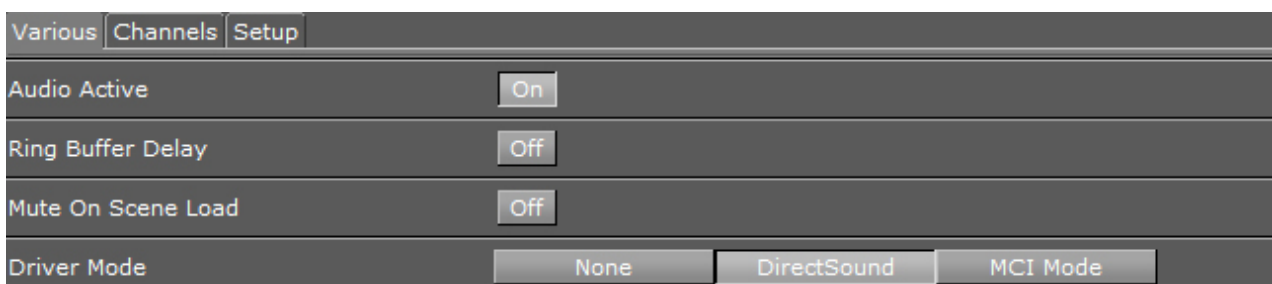 Various Channels Setup
Audio Active On
Ring Buffer Delay Off
Mute On Scene Load Off
Driver Mode None DirectSound MCI Mode